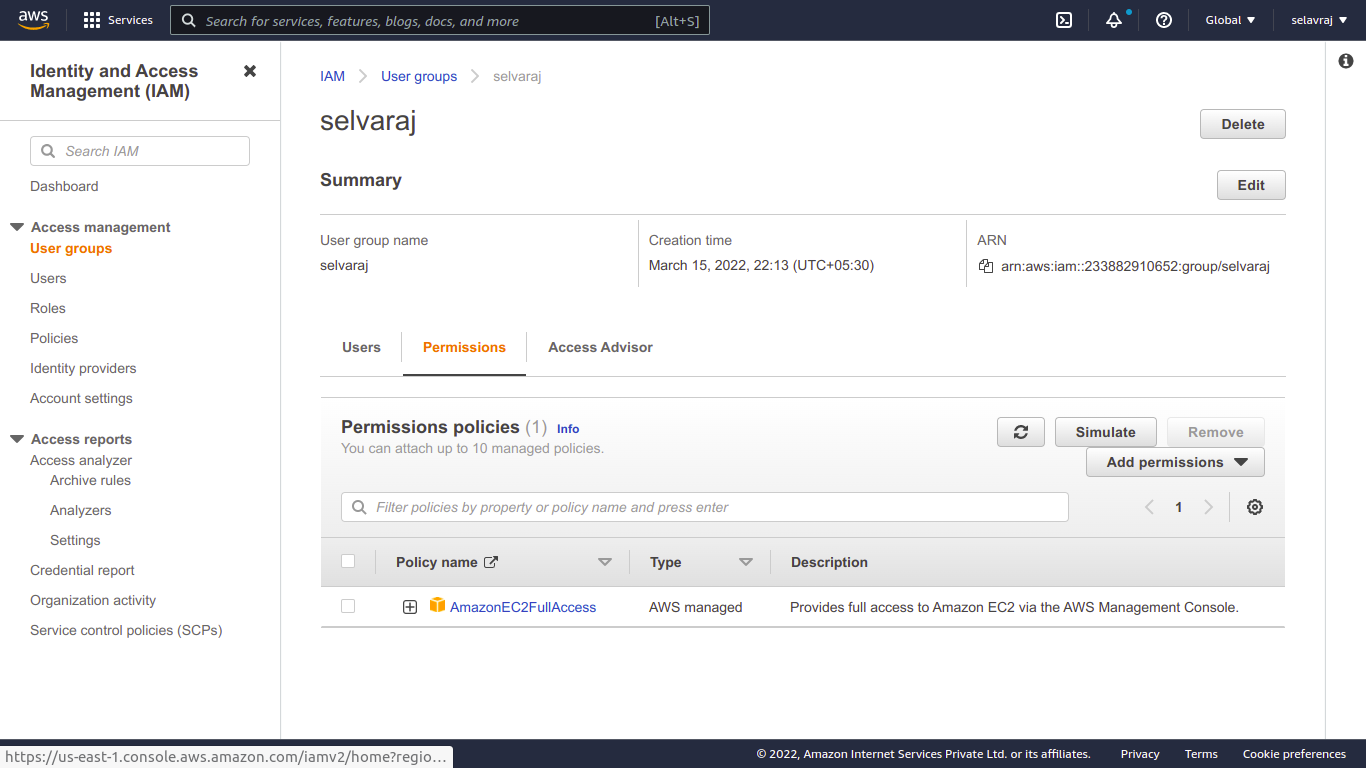 aws
Services
Search for services, features, blogs, docs, and more
[Alt+S]
Global
selavraj
Identity and Access Management (IAM)
Search IAM
Dashboard
Access management
User groups
Users
Roles
Policies
Identity providers
Account settings
Access reports
Access analyzer
Archive rules
Analyzers
Settings
Credential report
Organization activity
Service control policies (SCPs)
IAM
User groups
selvaraj
selvaraj
Delete
Summary
Edit
User group name
selvaraj
Creation time
March 15, 2022, 22:13 (UTC+05:30)
ARN
arn:aws:iam::233882910652:group/selvaraj
Users
Permissions
Access Advisor
Permissions policies (1) Info
You can attach up to 10 managed policies.
Simulate
Remove
Add permissions
Filter policies by property or policy name and press enter
1
Policy name
Type
Description
AmazonEC2FullAccess
AWS managed
Provides full access to Amazon EC2 via the AWS Management Console.
https://us-east-1.console.aws.amazon.com/iamv2/home?regio…
© 2022, Amazon Internet Services Private Ltd. or its affiliates.
Privacy
Terms
Cookie preferences